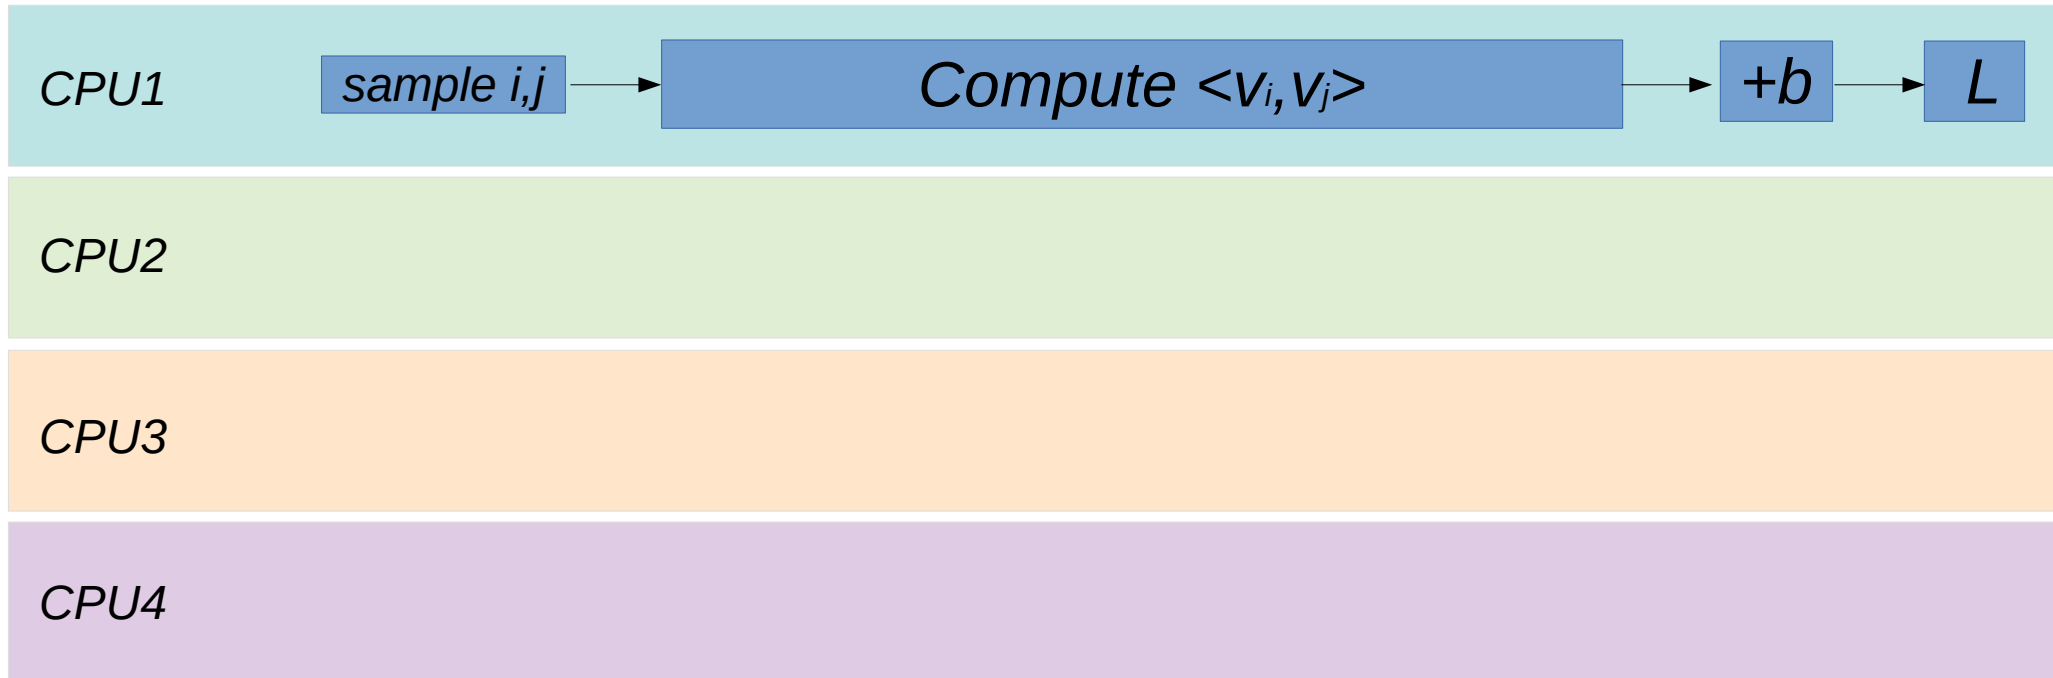 CPU1
sample i,j
Compute <vᵢ,vⱼ>
+b
L
CPU2
CPU3
CPU4